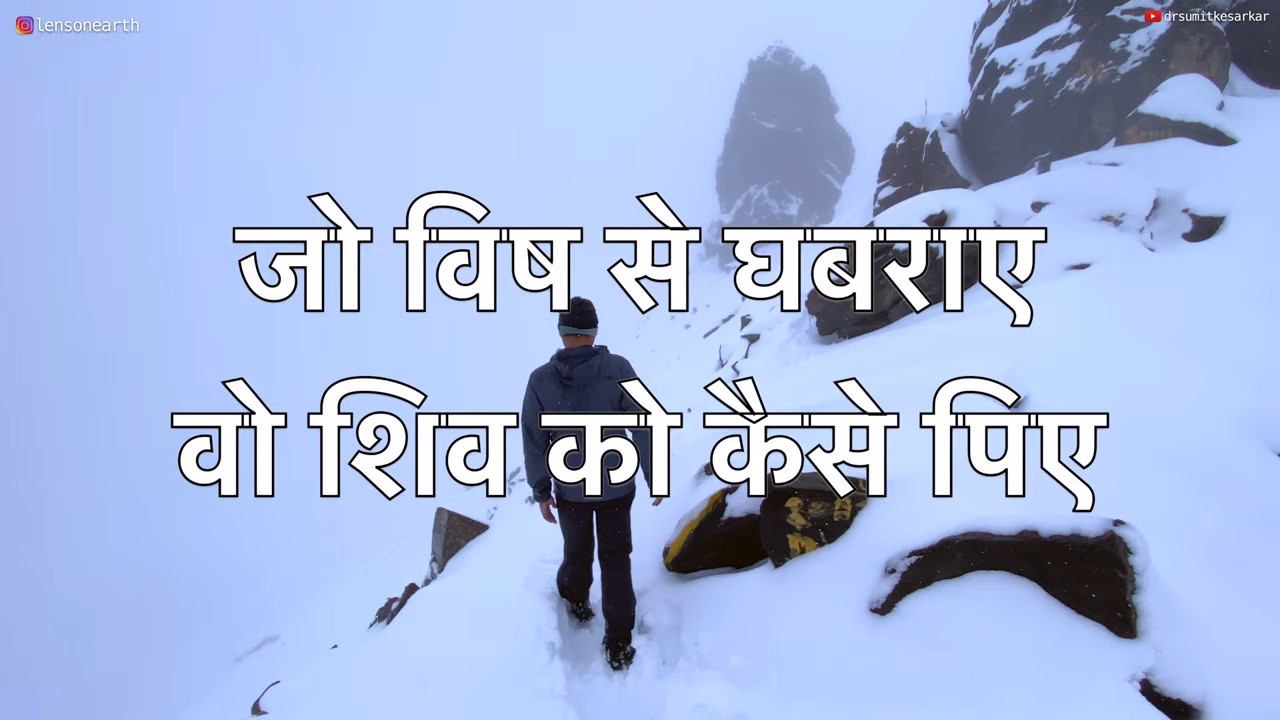 lensonearth
drsumitkesarkar
जो विष से घबराए
वो शिव को कैसे पिए